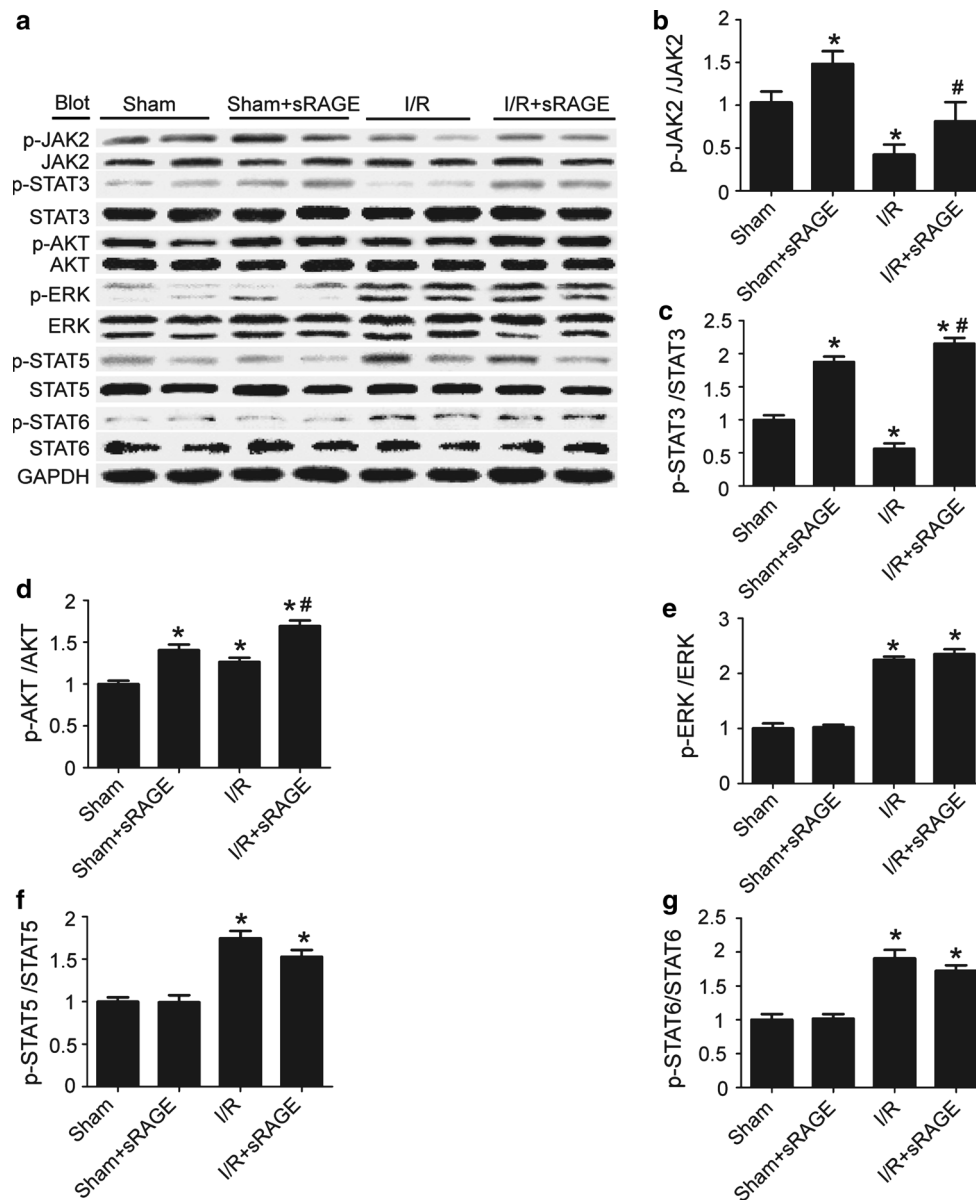 a
Blot Sham Sham+sRAGE I/R I/R+sRAGE
p-JAK2
JAK2
p-STAT3
STAT3
p-AKT
AKT
p-ERK
ERK
p-STAT5
STAT5
p-STAT6
STAT6
GAPDH
b
p-JAK2 /JAK2
2
1.5
1
0.5
0
*
*
#
Sham
Sham+sRAGE
I/R
I/R+sRAGE
c
p-STAT3 /STAT3
2.5
2
1.5
1
0.5
0
*
*
* #
Sham
Sham+sRAGE
I/R
I/R+sRAGE
d
p-AKT /AKT
2
1.5
1
0.5
0
*
*
* #
Sham
Sham+sRAGE
I/R
I/R+sRAGE
e
p-ERK /ERK
3
2
1
0
*
*
Sham
Sham+sRAGE
I/R
I/R+sRAGE
f
p-STAT5 /STAT5
2
1.5
1
0.5
0
*
*
Sham
Sham+sRAGE
I/R
I/R+sRAGE
g
p-STAT6/STAT6
2.5
2
1.5
1
0.5
0
*
*
Sham
Sham+sRAGE
I/R
I/R+sRAGE